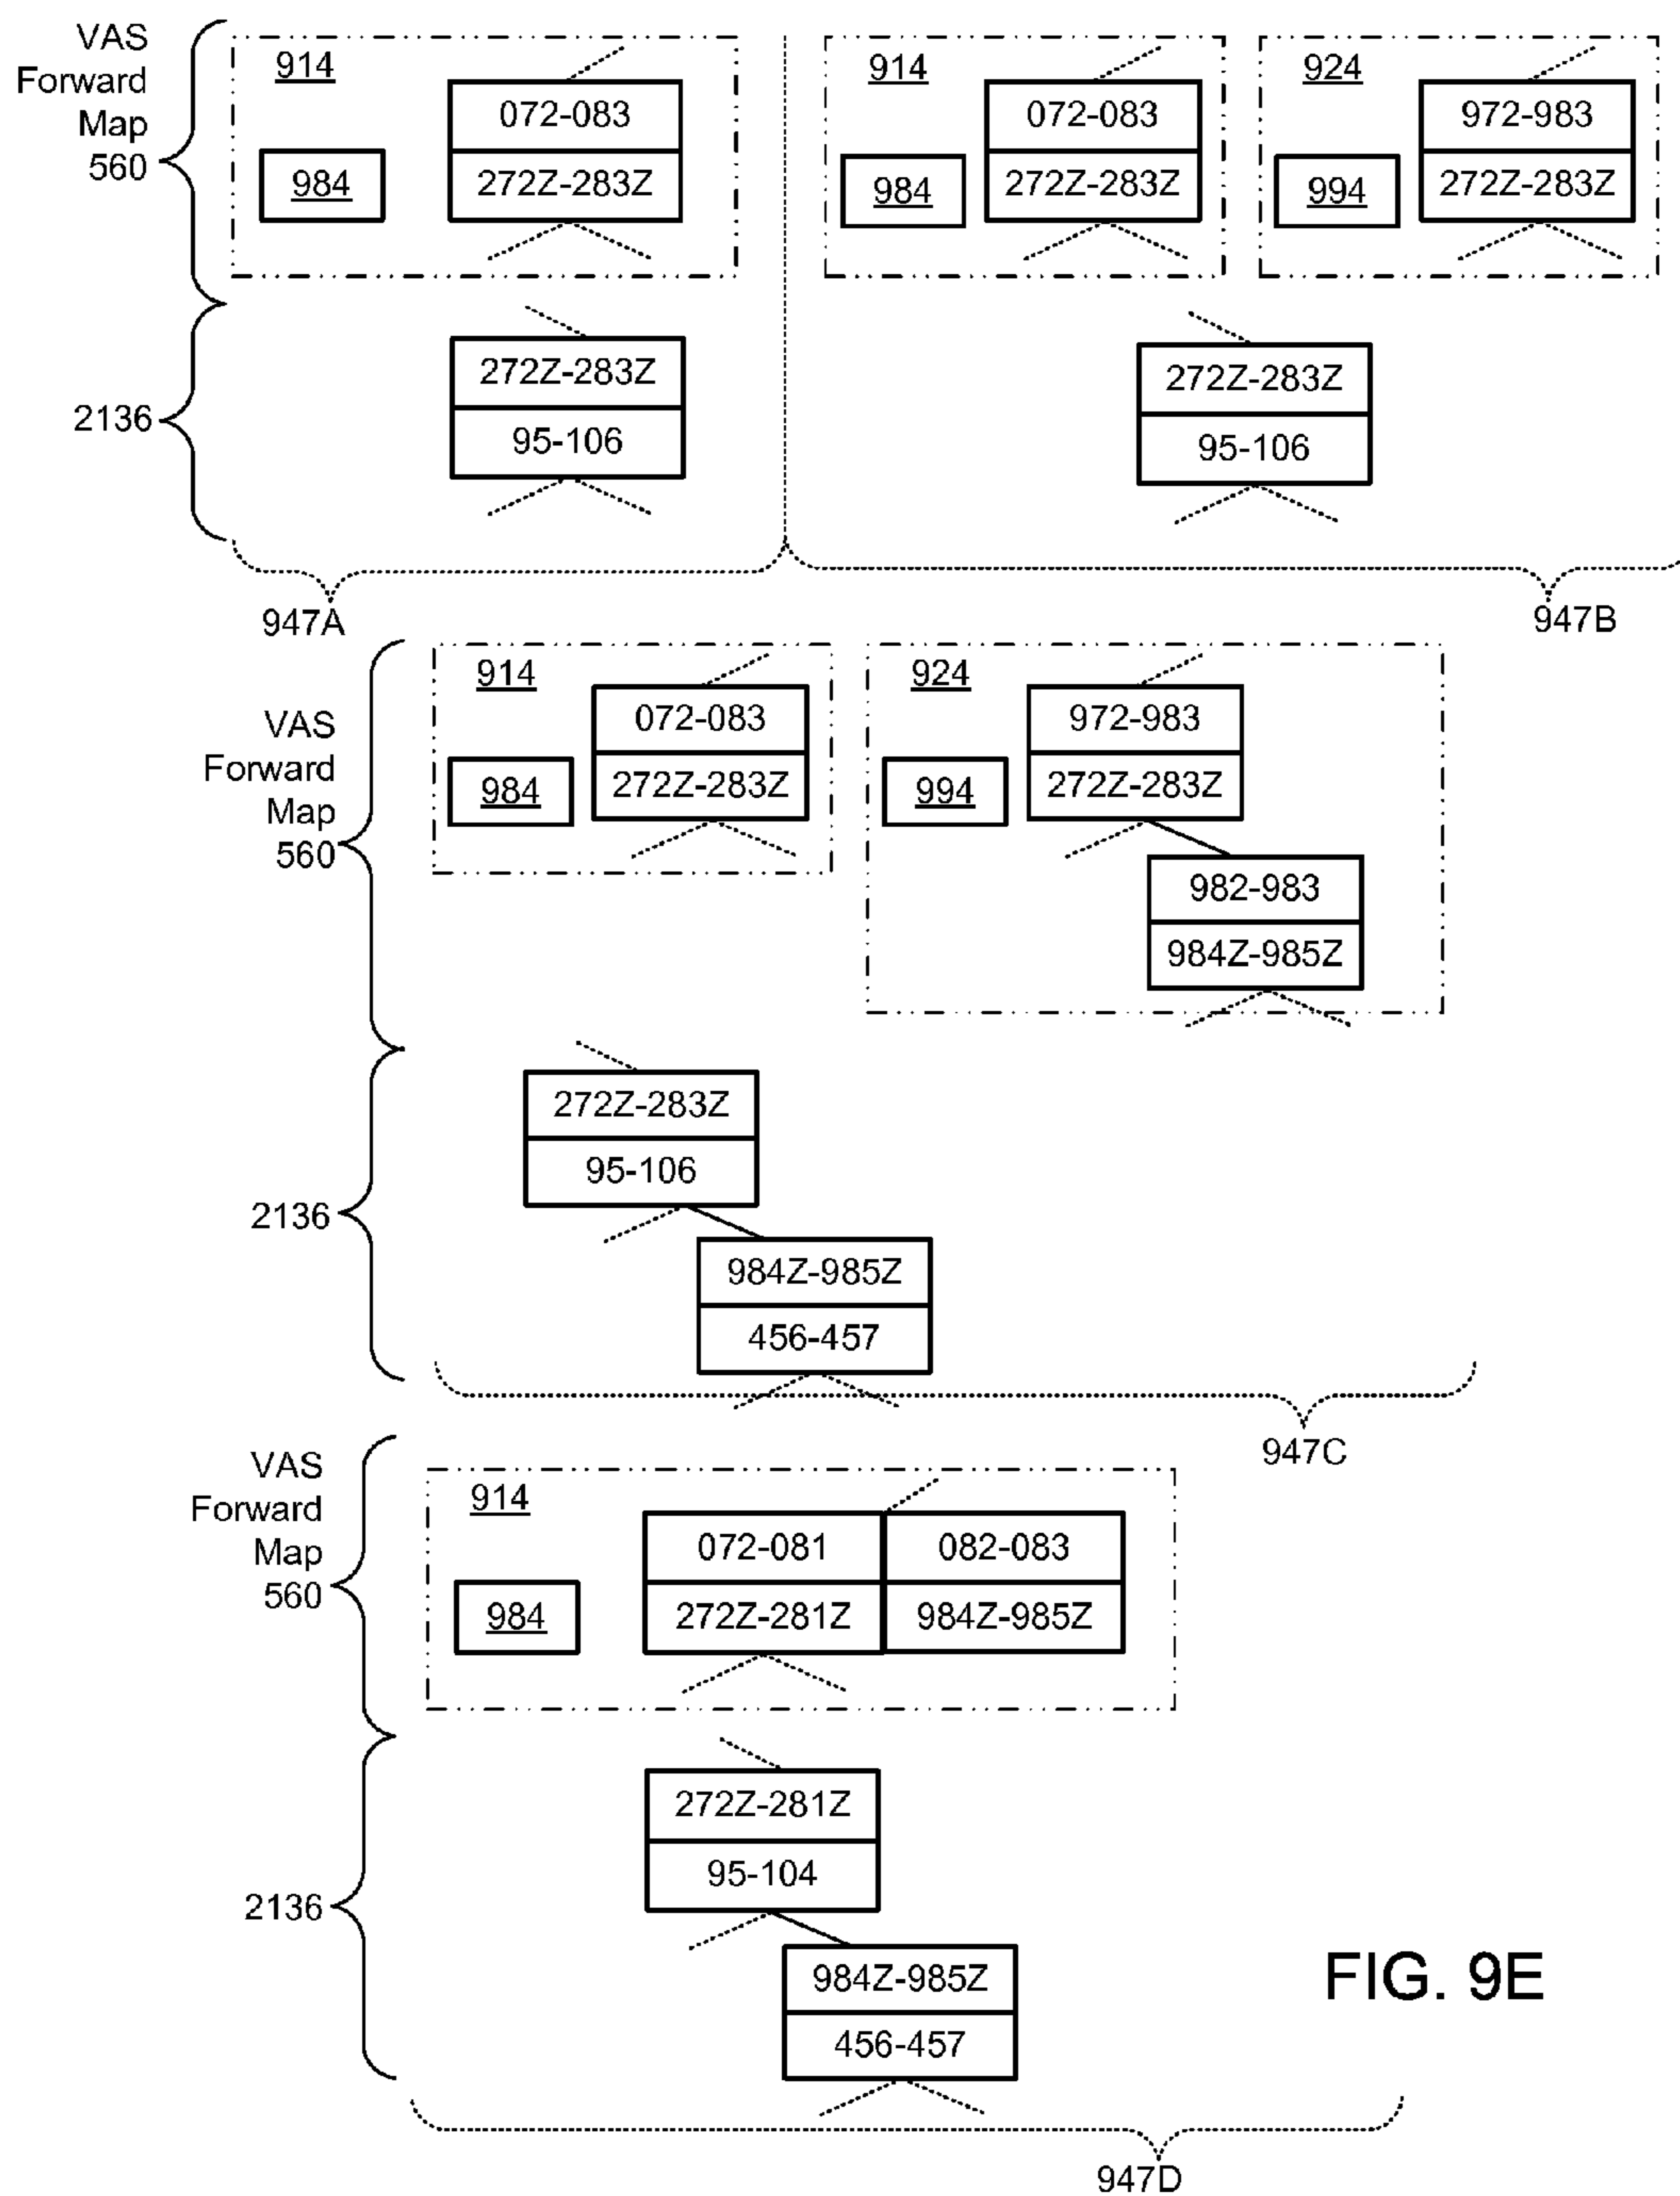 VAS
Forward
Map
560
914
072-083
984
272Z-283Z
914
072-083
984
272Z-283Z
924
972-983
994
272Z-283Z
2136
272Z-283Z
95-106
272Z-283Z
95-106
947A
947B
VAS
Forward
Map
560
914
072-083
984
272Z-283Z
924
972-983
994
272Z-283Z
982-983
984Z-985Z
2136
272Z-283Z
95-106
984Z-985Z
456-457
947C
VAS
Forward
Map
560
914
072-081
082-083
984
272Z-281Z
984Z-985Z
2136
272Z-281Z
95-104
984Z-985Z
456-457
947D
FIG. 9E